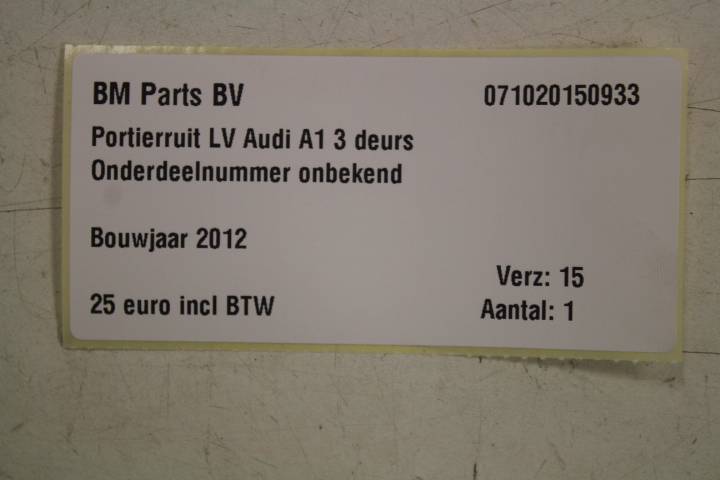 BM Parts BV 071020150933
Portierruit LV Audi A1 3 deurs
Onderdeelnummer onbekend
Bouwjaar 2012
Verz: 15
25 euro incl BTW Aantal: 1